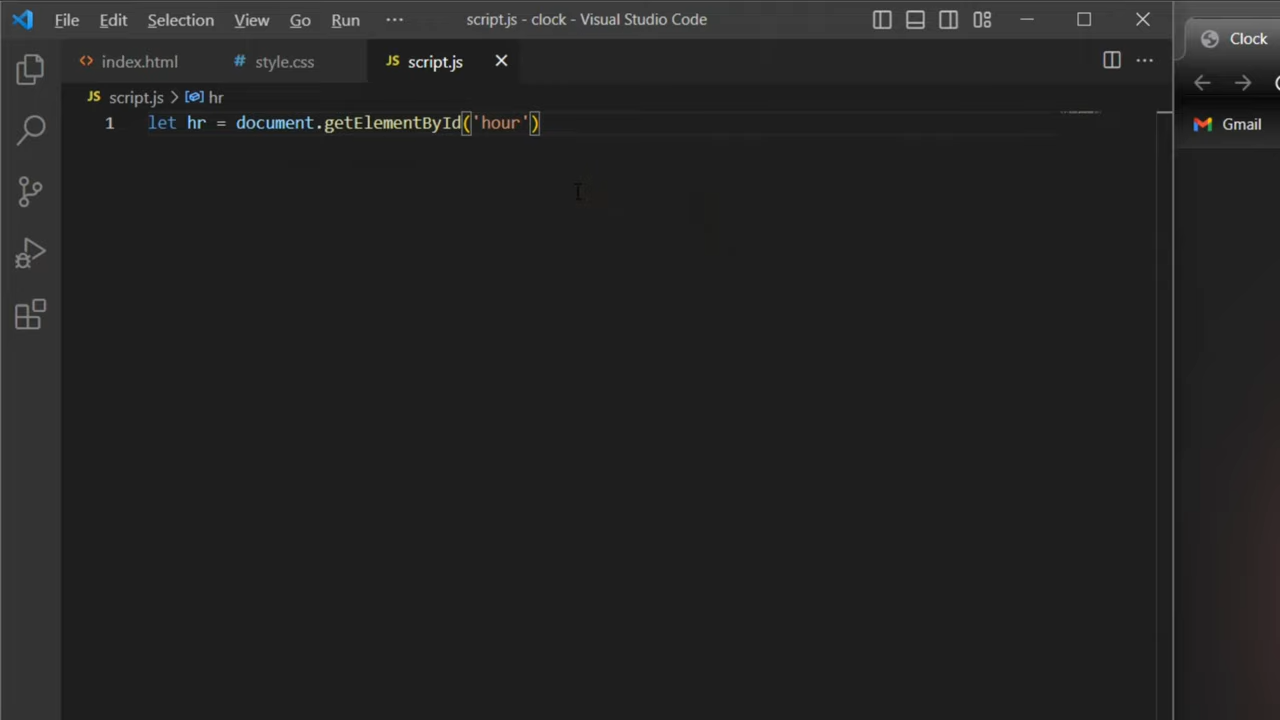 File Edit Selection View Go Run ··· script.js - clock - Visual Studio Code
index.html # style.css JS script.js
Clock
JS script.js > hr
1 let hr = document.getElementById('hour')
Gmail